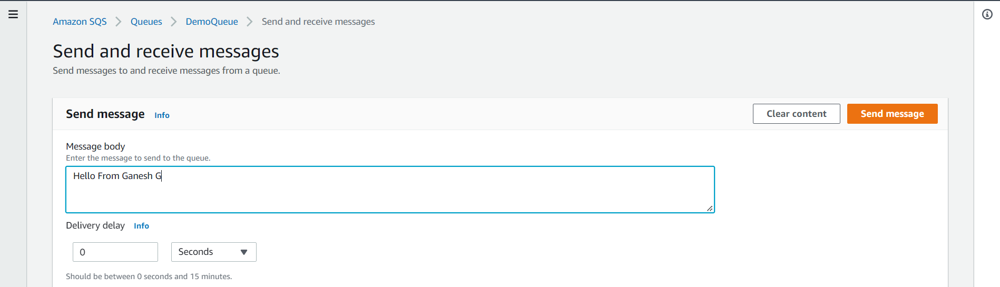 Amazon SQS > Queues > DemoQueue > Send and receive messages
Send and receive messages
Send messages to and receive messages from a queue.
Send message Info Clear content Send message
Message body
Enter the message to send to the queue.
Hello From Ganesh G
Delivery delay Info
0 Seconds
Should be between 0 seconds and 15 minutes.